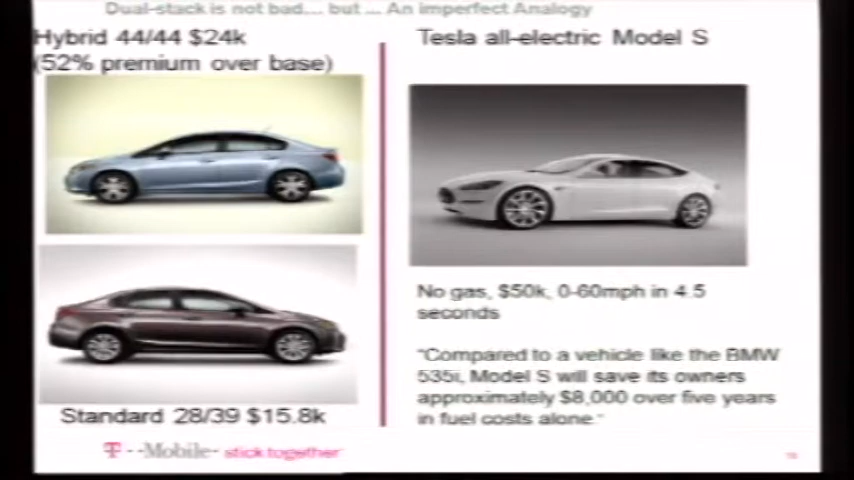 Dual-stack is not bad... but ... An imperfect Analogy
Hybrid 44/44 $24k
(52% premium over base)
Standard 28/39 $15.8k
Tesla all-electric Model S
No gas, $50k, 0-60mph in 4.5
seconds
"Compared to a vehicle like the BMW
535i, Model S will save its owners
approximately $8,000 over five years
in fuel costs alone."
T - -Mobile- stick together